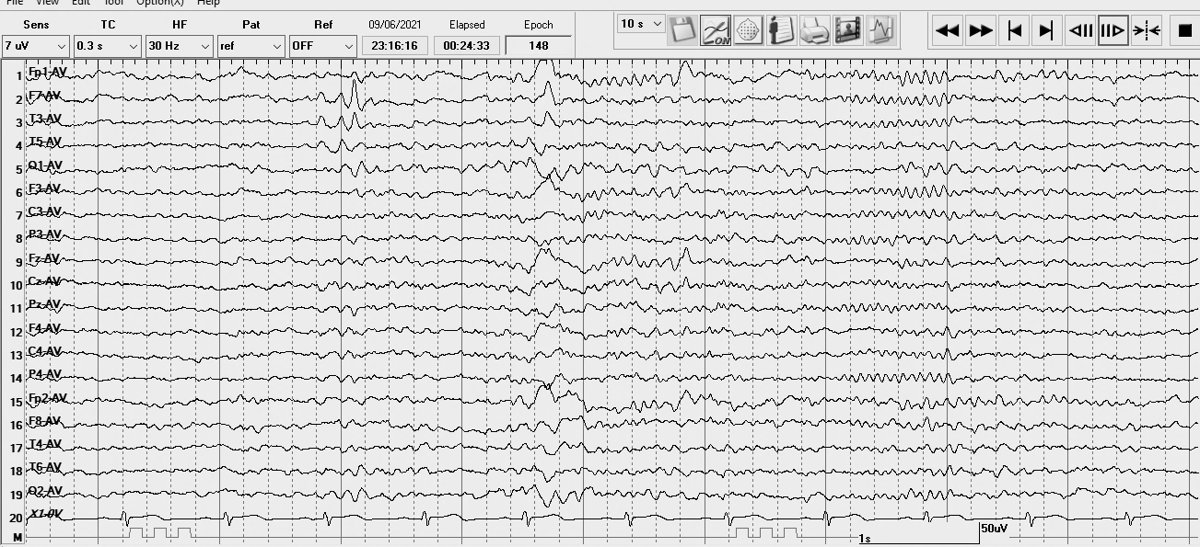 File View Edit Tool Option(X) Help
Sens TC HF Pat Ref 09/06/2021 Elapsed Epoch 10 s
7 uV 0.3 s 30 Hz ref OFF 23:16:16 00:24:33 148
ON
1 Fp1-AV
2 F7-AV
3 T3-AV
4 T5-AV
5 O1-AV
6 F3-AV
7 C3-AV
8 P3-AV
9 Fz-AV
10 Cz-AV
11 Pz-AV
12 F4-AV
13 C4-AV
14 P4-AV
15 Fp2-AV
16 F8-AV
17 T4-AV
18 T6-AV
19 O2-AV
20 X1-0V
M 1s 50uV